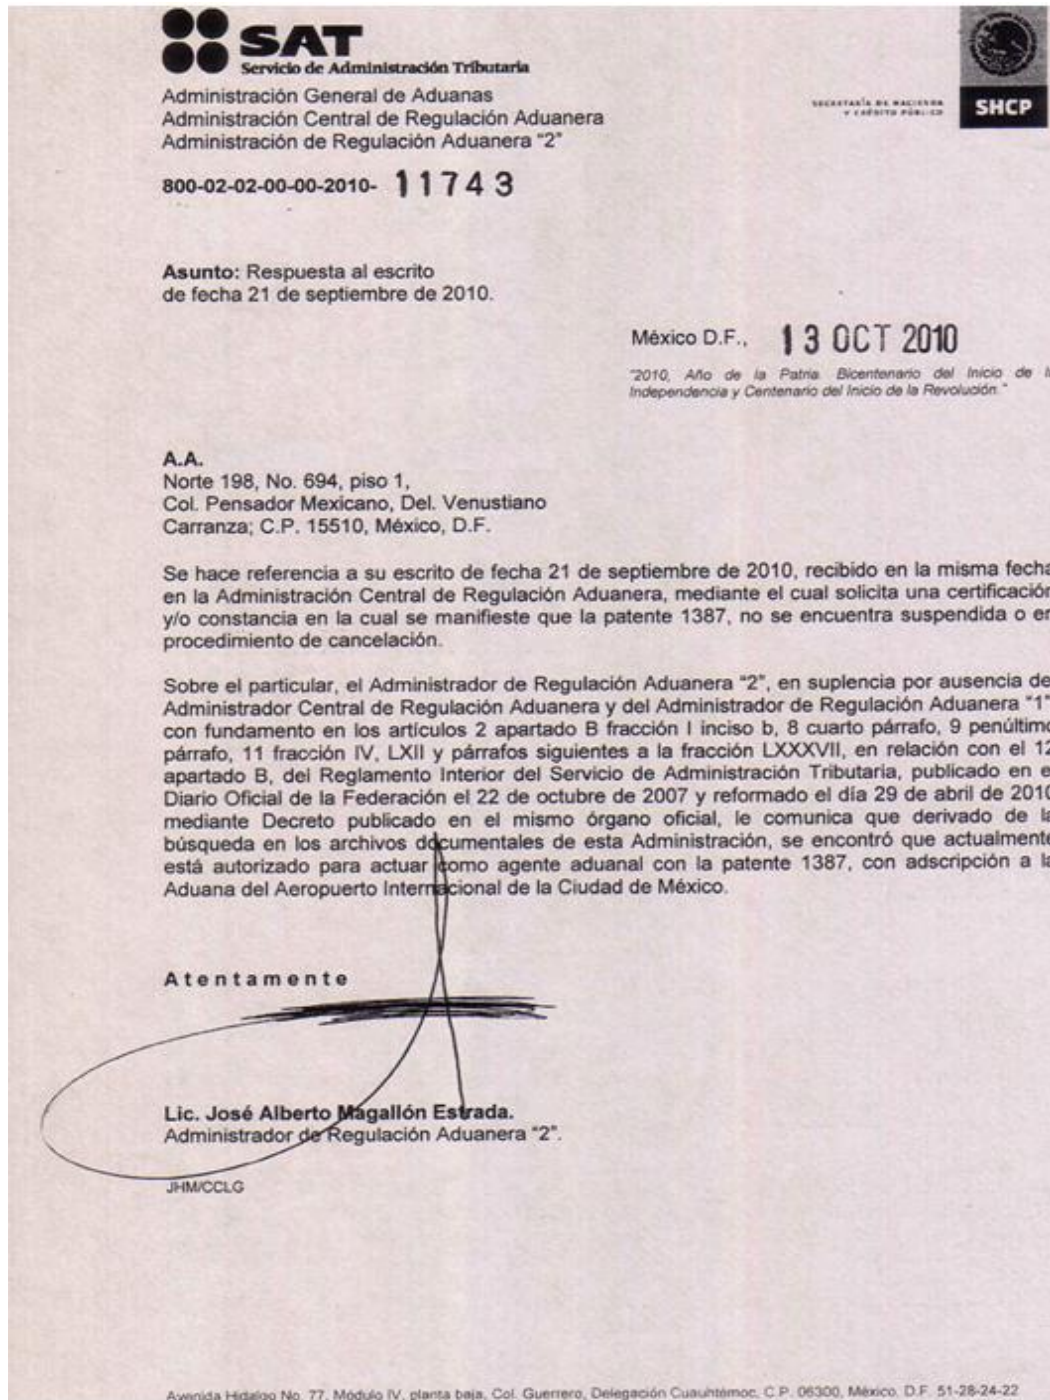 SAT
Servicio de Administración Tributaria
SECRETARÍA DE HACIENDA
Y CRÉDITO PÚBLICO
SHCP
Administración General de Aduanas
Administración Central de Regulación Aduanera
Administración de Regulación Aduanera "2"
800-02-02-00-00-2010- 11743
Asunto: Respuesta al escrito
de fecha 21 de septiembre de 2010.
México D.F., 13 OCT 2010
"2010, Año de la Patria. Bicentenario del Inicio de l
Independencia y Centenario del Inicio de la Revolución."
A.A.
Norte 198, No. 694, piso 1,
Col. Pensador Mexicano, Del. Venustiano
Carranza; C.P. 15510, México, D.F.
Se hace referencia a su escrito de fecha 21 de septiembre de 2010, recibido en la misma fecha
en la Administración Central de Regulación Aduanera, mediante el cual solicita una certificación
y/o constancia en la cual se manifieste que la patente 1387, no se encuentra suspendida o en
procedimiento de cancelación.
Sobre el particular, el Administrador de Regulación Aduanera "2", en suplencia por ausencia de
Administrador Central de Regulación Aduanera y del Administrador de Regulación Aduanera "1"
con fundamento en los artículos 2 apartado B fracción I inciso b, 8 cuarto párrafo, 9 penúltimo
párrafo, 11 fracción IV, LXII y párrafos siguientes a la fracción LXXXVII, en relación con el 12
apartado B, del Reglamento Interior del Servicio de Administración Tributaria, publicado en e
Diario Oficial de la Federación el 22 de octubre de 2007 y reformado el día 29 de abril de 2010
mediante Decreto publicado en el mismo órgano oficial, le comunica que derivado de la
búsqueda en los archivos documentales de esta Administración, se encontró que actualmente
está autorizado para actuar como agente aduanal con la patente 1387, con adscripción a la
Aduana del Aeropuerto Internacional de la Ciudad de México.
Atentamente
Lic. José Alberto Magallón Estrada.
Administrador de Regulación Aduanera "2".
JHM/CCLG
Avenida Hidalgo No. 77, Módulo IV, planta baja, Col. Guerrero, Delegación Cuauhtémoc, C.P. 06300, México, D.F. 51-28-24-22